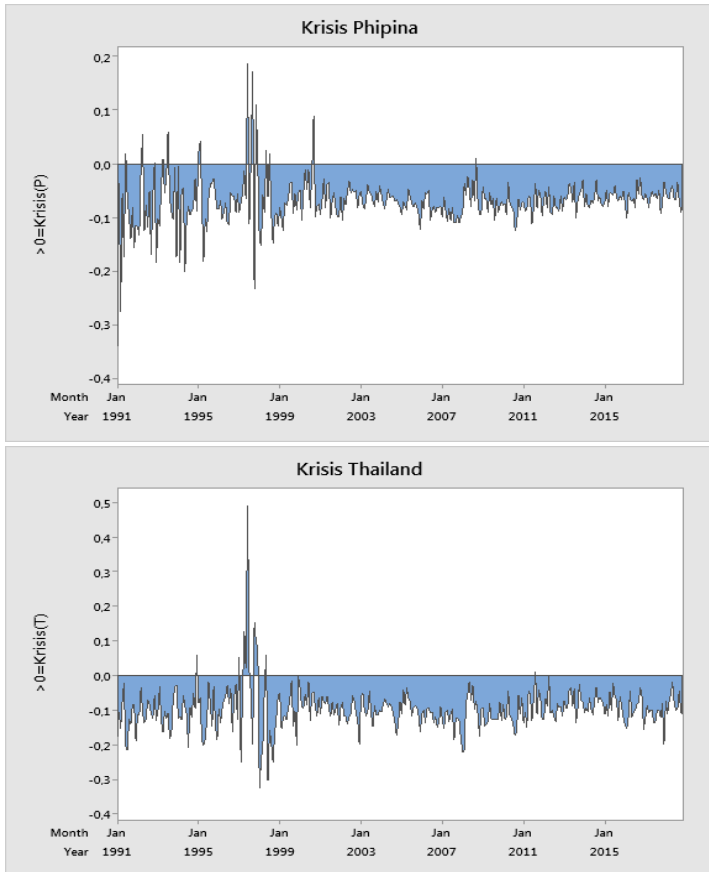 Krisis Phipina
0,2
0,1
0,0
-0,1
-0,2
-0,3
-0,4
>0=Krisis(P)
Month Jan Jan Jan Jan Jan Jan Jan
Year 1991 1995 1999 2003 2007 2011 2015
Krisis Thailand
0,5
0,4
0,3
0,2
0,1
0,0
-0,1
-0,2
-0,3
-0,4
>0=Krisis(T)
Month Jan Jan Jan Jan Jan Jan Jan
Year 1991 1995 1999 2003 2007 2011 2015